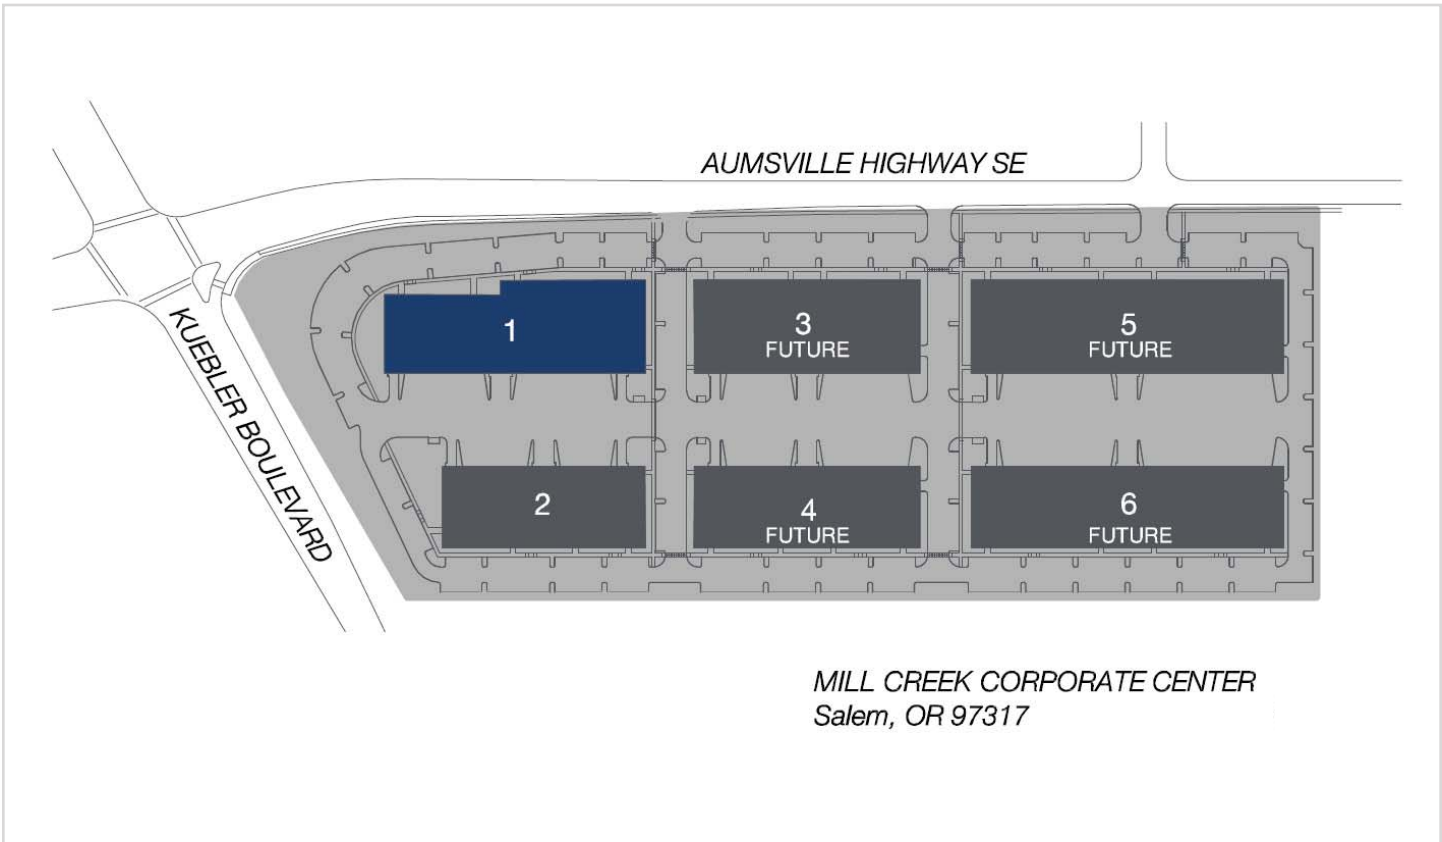 AUMSVILLE HIGHWAY SE
KUEBLER BOULEVARD
1
3
FUTURE
5
FUTURE
2
4
FUTURE
6
FUTURE
MILL CREEK CORPORATE CENTER
Salem, OR 97317